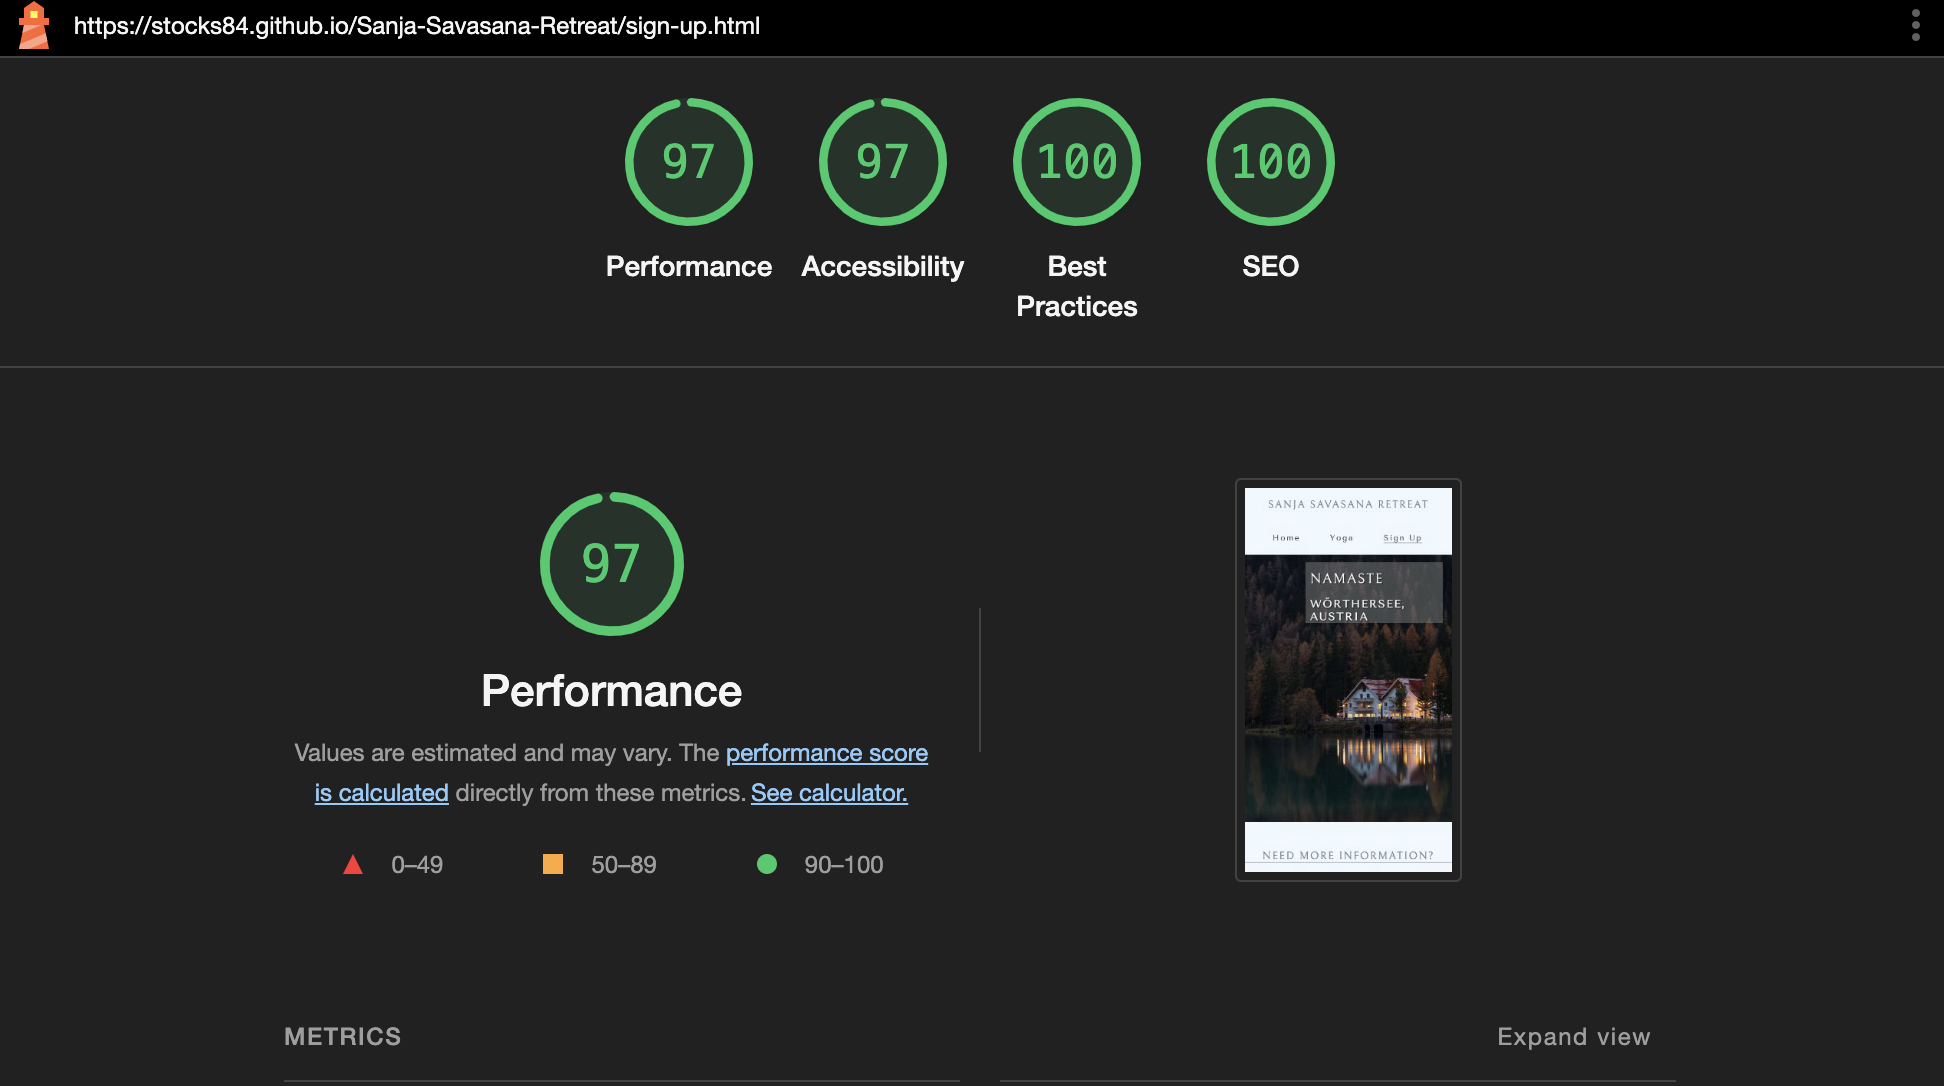 https://stocks84.github.io/Sanja-Savasana-Retreat/sign-up.html
97
97
100
100
Performance
Accessibility
Best
Practices
SEO
97
Performance
Values are estimated and may vary. The performance score
is calculated directly from these metrics. See calculator.
0–49
50–89
90–100
SANJA SAVASANA RETREAT
Home Yoga Sign Up
NAMASTE
WÖRTHERSEE,
AUSTRIA
NEED MORE INFORMATION?
METRICS
Expand view